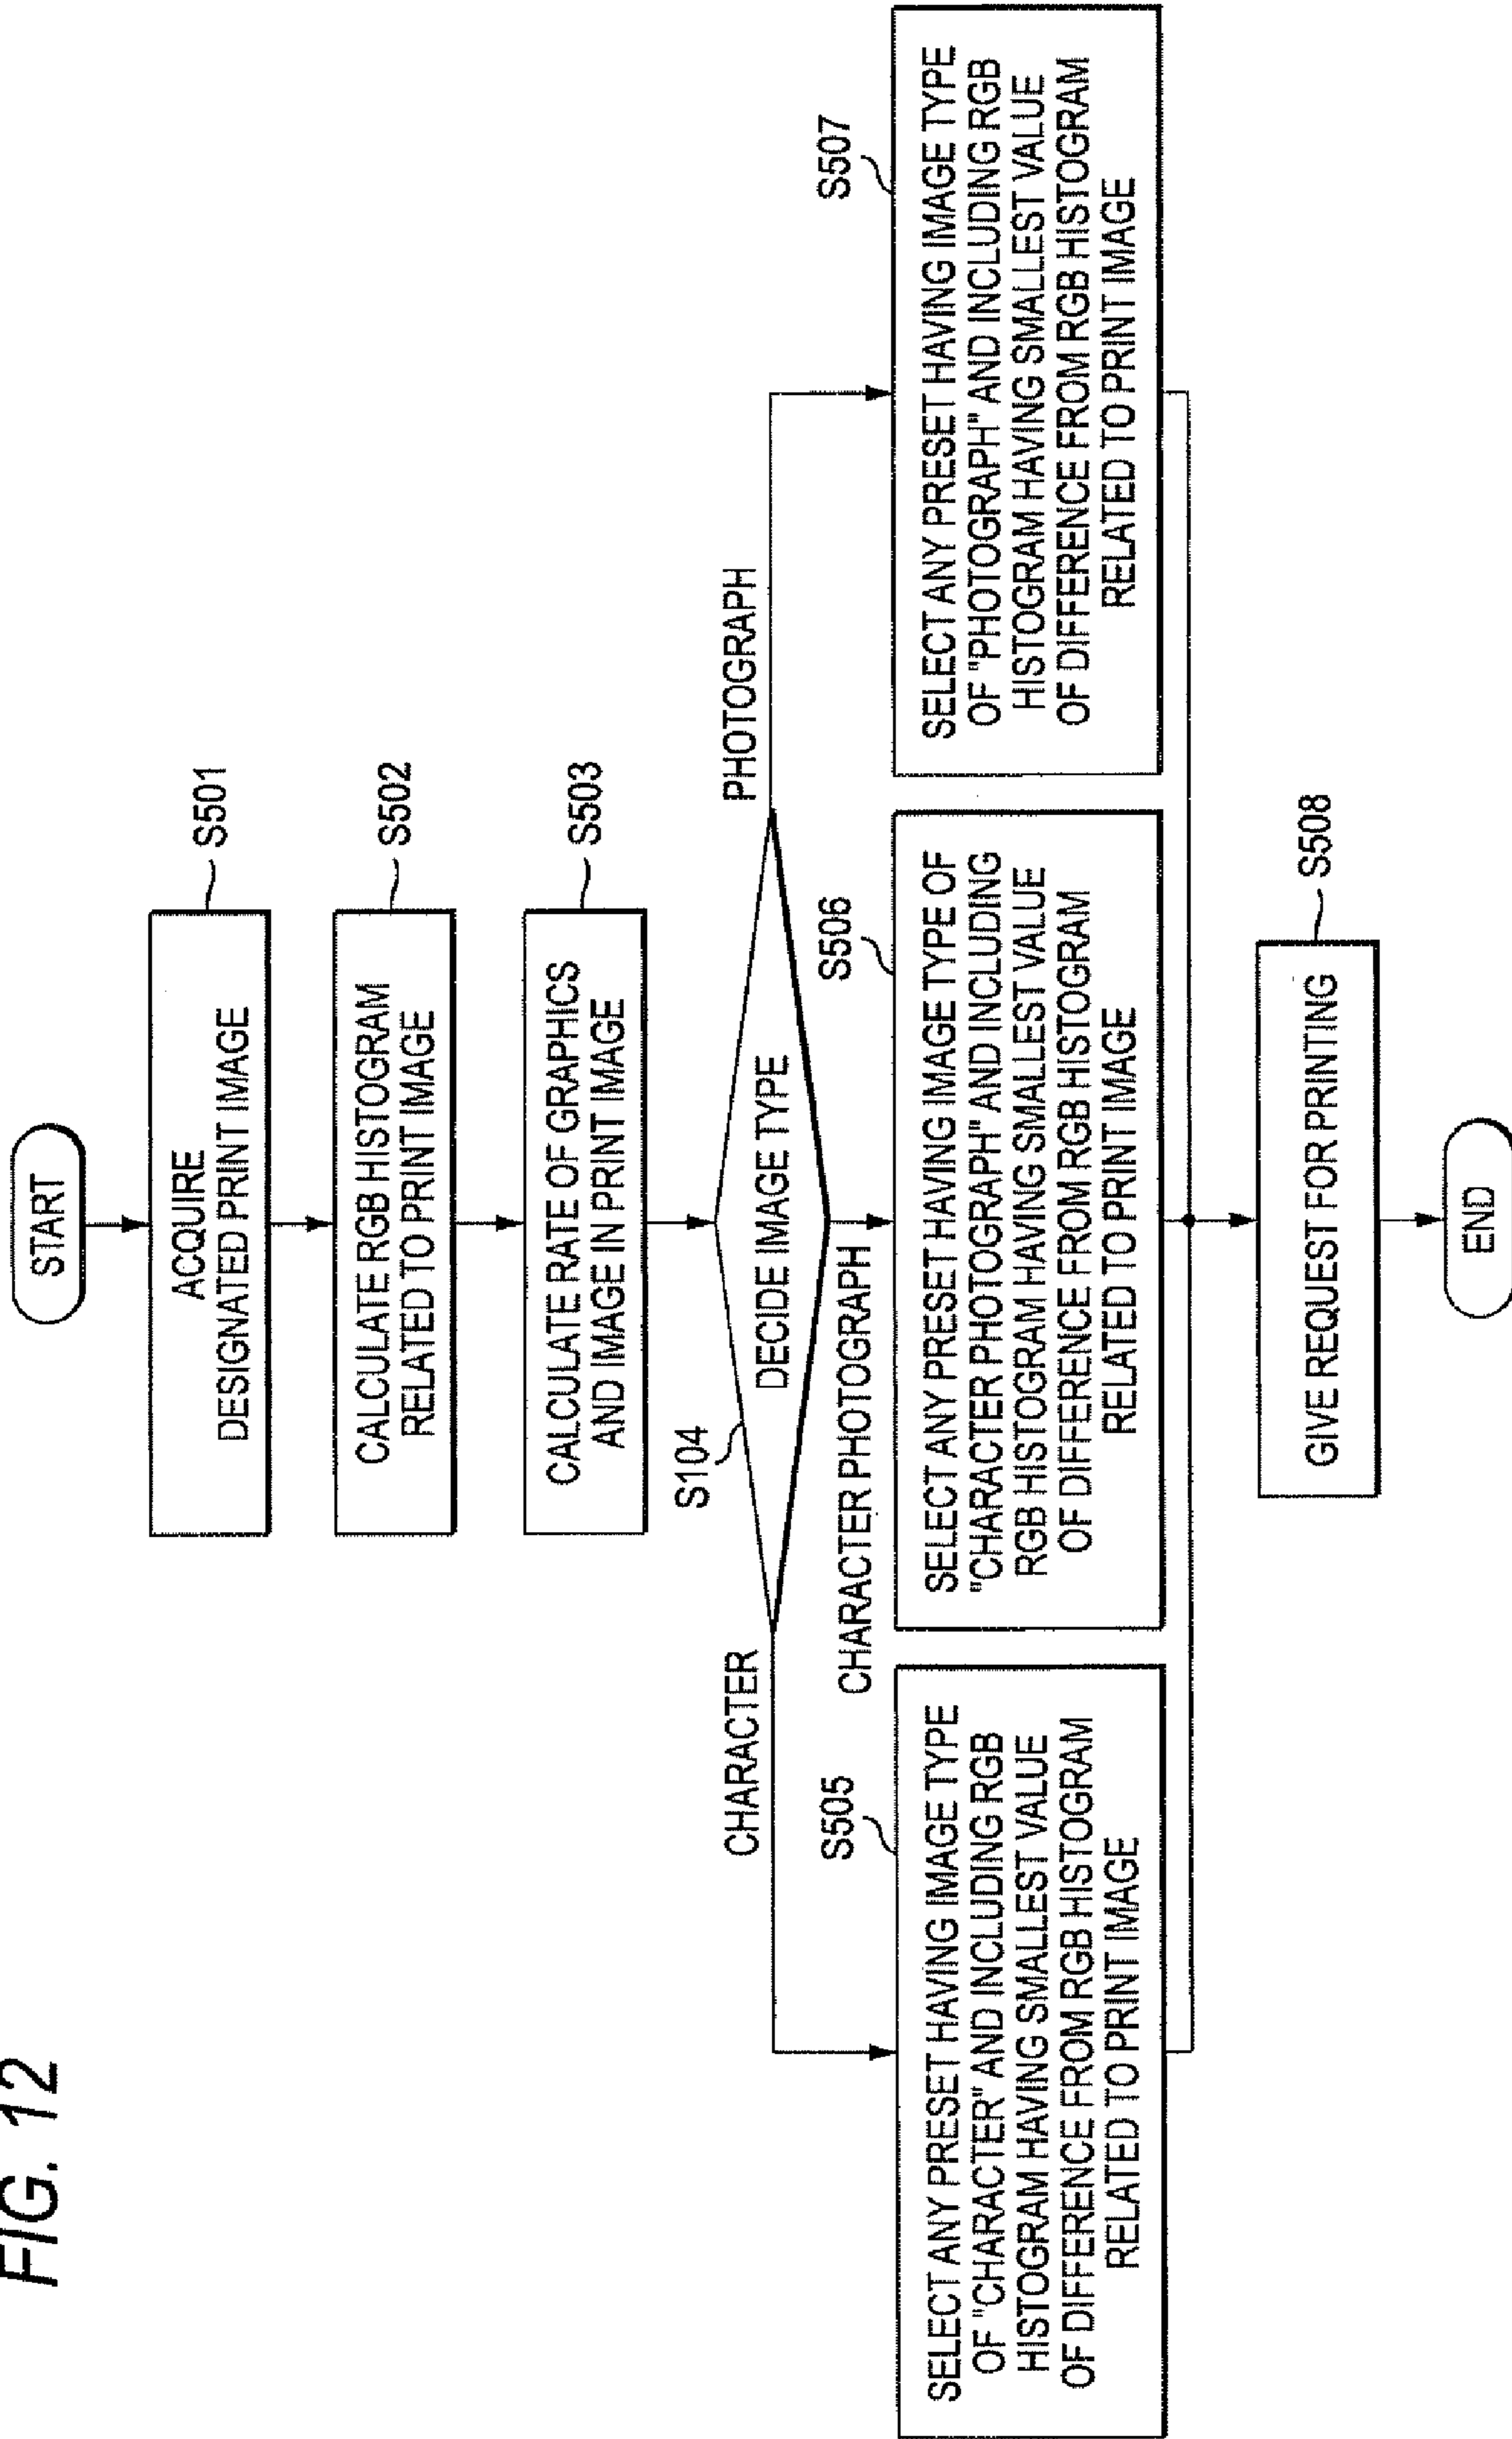 FIG. 12
START
ACQUIRE
DESIGNATED PRINT IMAGE
S501
CALCULATE RGB HISTOGRAM
RELATED TO PRINT IMAGE
S502
CALCULATE RATE OF GRAPHICS
AND IMAGE IN PRINT IMAGE
S503
S104
DECIDE IMAGE TYPE
CHARACTER
CHARACTER PHOTOGRAPH
PHOTOGRAPH
S505
SELECT ANY PRESET HAVING IMAGE TYPE
OF "CHARACTER" AND INCLUDING RGB
HISTOGRAM HAVING SMALLEST VALUE
OF DIFFERENCE FROM RGB HISTOGRAM
RELATED TO PRINT IMAGE
S506
SELECT ANY PRESET HAVING IMAGE TYPE OF
"CHARACTER PHOTOGRAPH" AND INCLUDING
RGB HISTOGRAM HAVING SMALLEST VALUE
OF DIFFERENCE FROM RGB HISTOGRAM
RELATED TO PRINT IMAGE
S507
SELECT ANY PRESET HAVING IMAGE TYPE
OF "PHOTOGRAPH" AND INCLUDING RGB
HISTOGRAM HAVING SMALLEST VALUE
OF DIFFERENCE FROM RGB HISTOGRAM
RELATED TO PRINT IMAGE
GIVE REQUEST FOR PRINTING
S508
END